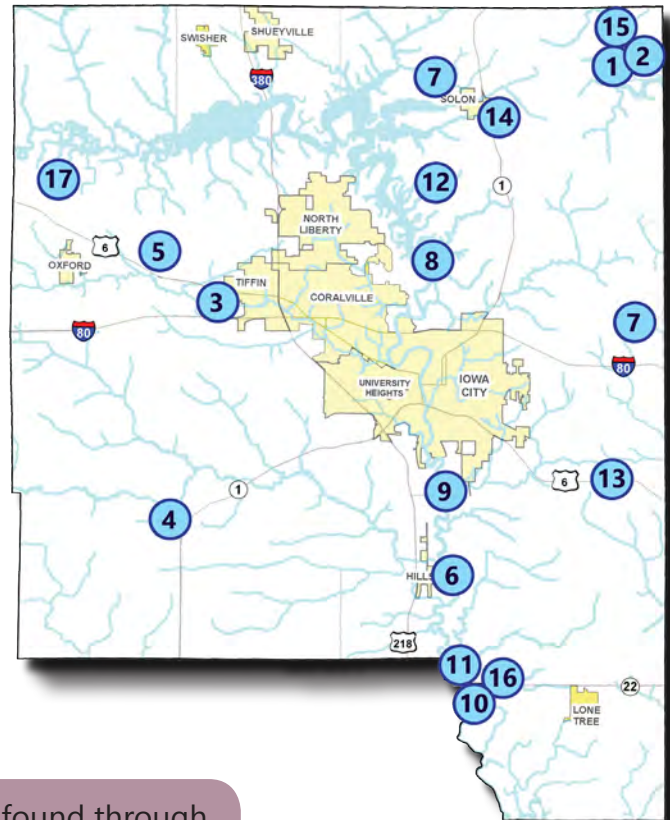 15
SHUEYVILLE
SWISHER
2
1
7
380
SOLON
14
17
12
1
NORTH
LIBERTY
6
5
8
OXFORD
TIFFIN
3
CORALVILLE
7
80
80
UNIVERSITY
HEIGHTS
IOWA
CITY
13
6
1
9
4
6
HILLS
218
11
16
22
10
LONE
TREE
found through